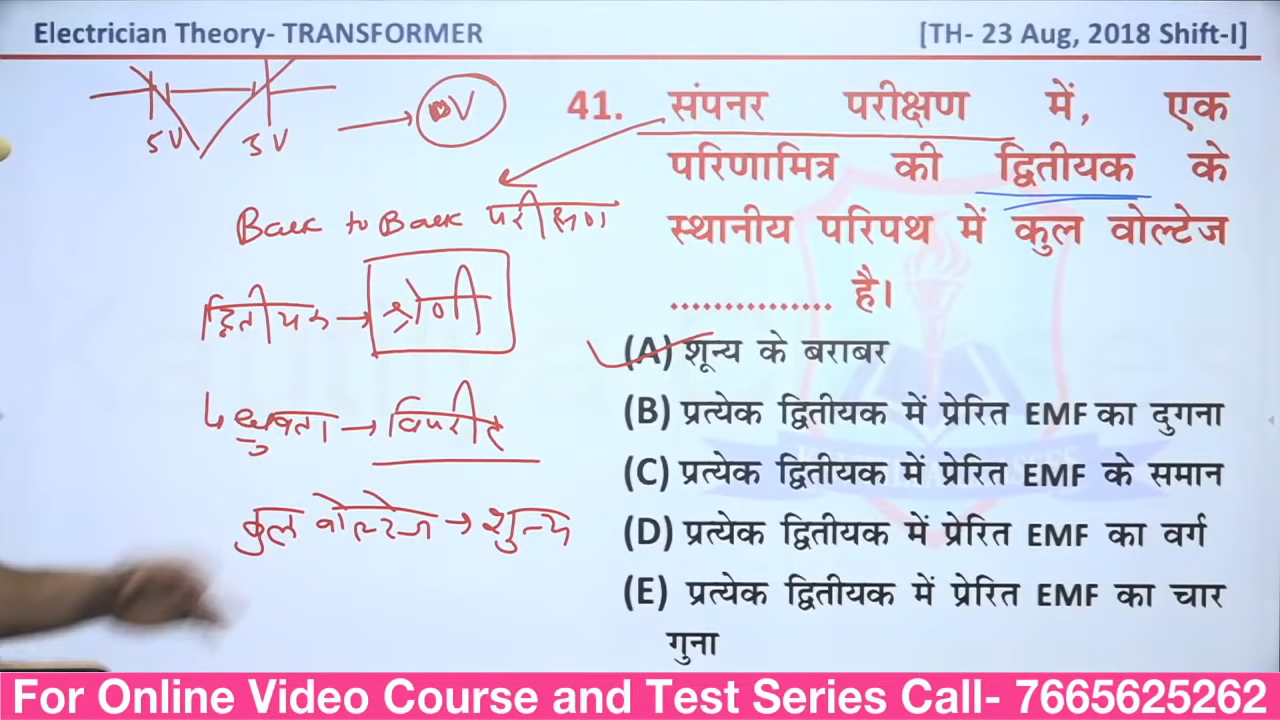 Electrician Theory- TRANSFORMER
[TH- 23 Aug, 2018 Shift-I]
5V 3V
0V
Back to Back परीक्षण
द्वितीयक → श्रेणी
ध्रुवता → विपरीत
कुल वोल्टेज → शुन्य
41. संपनर परीक्षण में, एक
परिणामित्र की द्वितीयक के
स्थानीय परिपथ में कुल वोल्टेज
............... है।
(A) शून्य के बराबर
(B) प्रत्येक द्वितीयक में प्रेरित EMF का दुगना
(C) प्रत्येक द्वितीयक में प्रेरित EMF के समान
(D) प्रत्येक द्वितीयक में प्रेरित EMF का वर्ग
(E) प्रत्येक द्वितीयक में प्रेरित EMF का चार
गुना
For Online Video Course and Test Series Call- 7665625262